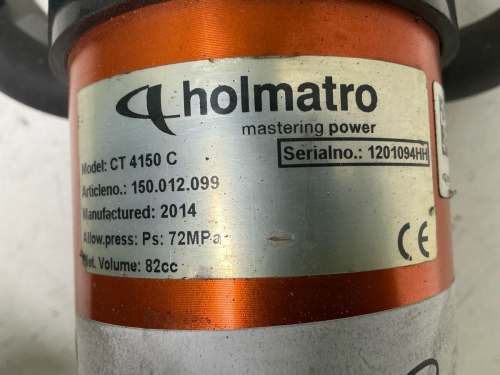 holmatro
mastering power
Serialno.: 1201094HH
Model: CT 4150 C
Articleno.: 150.012.099
Manufactured: 2014
Allow.press: Ps: 72MPa
Volume: 82cc
CE